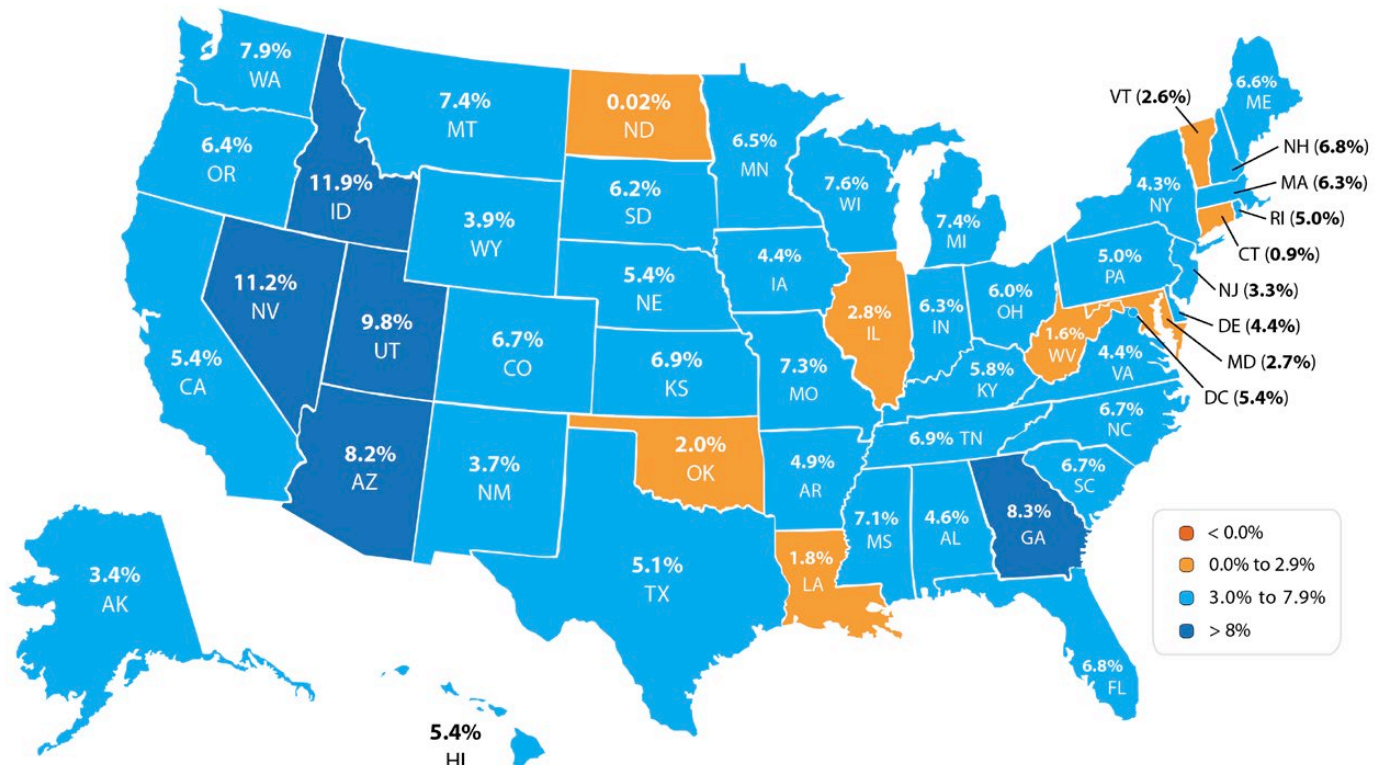 7.9%
WA
6.4%
OR
11.9%
ID
7.4%
MT
0.02%
ND
6.5%
MN
7.6%
WI
7.4%
MI
VT (2.6%)
6.6%
ME
NH (6.8%)
MA (6.3%)
4.3%
NY
RI (5.0%)
CT (0.9%)
NJ (3.3%)
DE (4.4%)
MD (2.7%)
DC (5.4%)
3.9%
WY
6.2%
SD
5.4%
NE
4.4%
IA
2.8%
IL
6.3%
IN
6.0%
OH
5.0%
PA
1.6%
WV
4.4%
VA
11.2%
NV
9.8%
UT
5.4%
CA
6.7%
CO
6.9%
KS
7.3%
MO
5.8%
KY
6.9% TN
6.7%
NC
6.7%
SC
8.2%
AZ
3.7%
NM
2.0%
OK
4.9%
AR
7.1%
MS
4.6%
AL
8.3%
GA
5.1%
TX
1.8%
LA
6.8%
FL
3.4%
AK
5.4%
HI
< 0.0%
0.0% to 2.9%
3.0% to 7.9%
> 8%